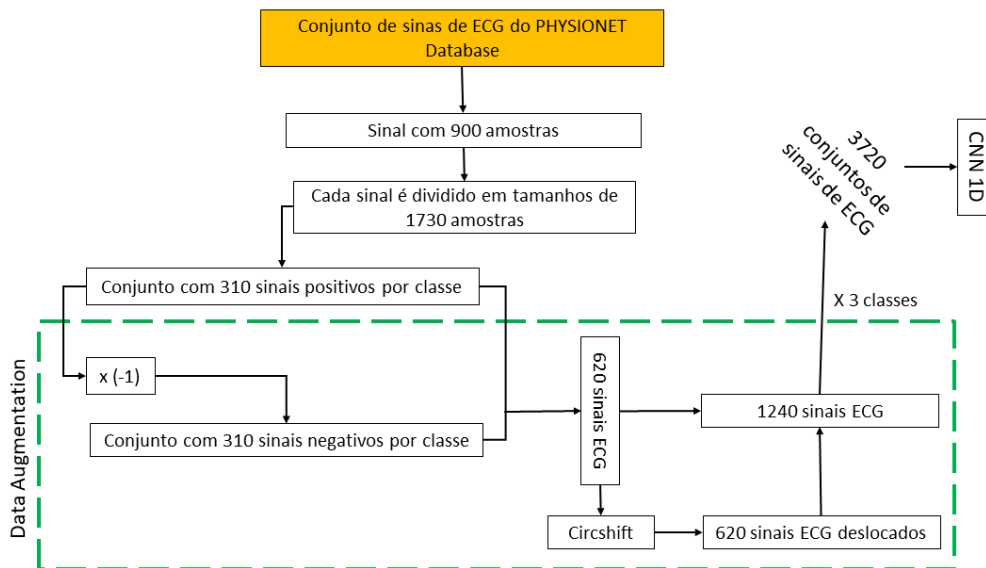 Conjunto de sinas de ECG do PHYSIONET
Database
Sinal com 900 amostras
Cada sinal é dividido em tamanhos de
1730 amostras
Conjunto com 310 sinais positivos por classe
x (-1)
Conjunto com 310 sinais negativos por classe
620 sinais ECG
Circshift
620 sinais ECG deslocados
1240 sinais ECG
X 3 classes
3720
conjuntos de
sinais de ECG
CNN 1D
Data Augmentation